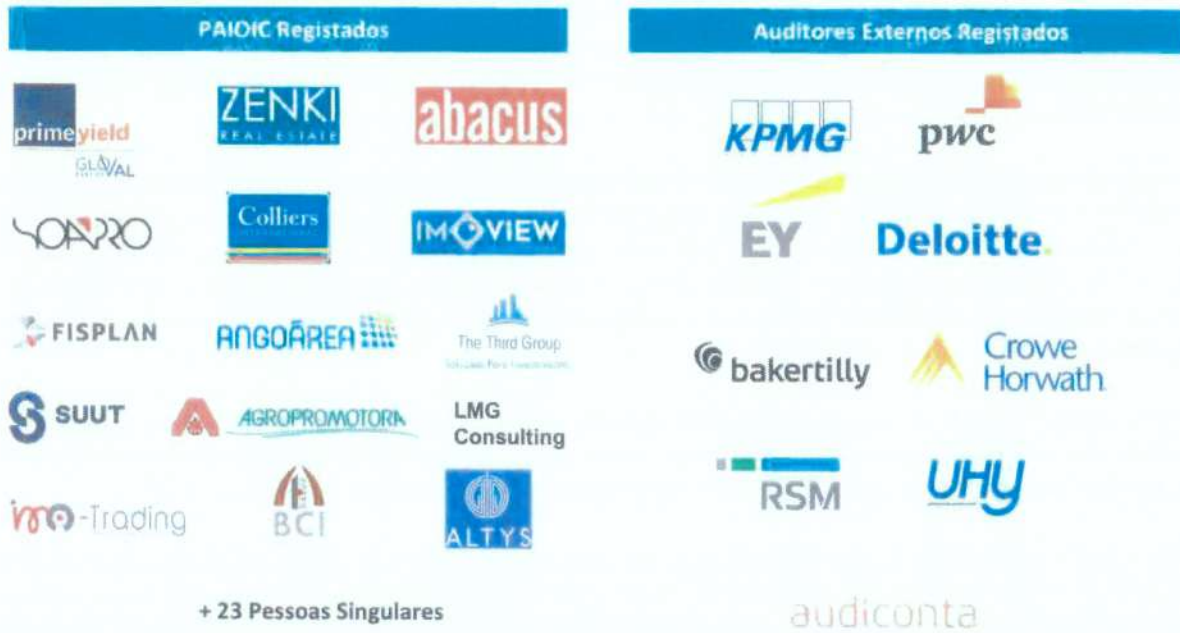 PAIOIC Registados
primeyield
GLOVAL
ZENKI
REAL ESTATE
abacus
SOAPRO
Colliers
INTERNATIONAL
IMOVIEW
FISPLAN
ANGOÁREA
The Third Group
SUUT
AGROPROMOTORA
LMG
Consulting
imo-Trading
BCI
ALTYS
+ 23 Pessoas Singulares
Auditores Externos Registados
KPMG
pwc
EY
Deloitte.
bakertilly
Crowe
Horwath
RSM
UHY
audiconta